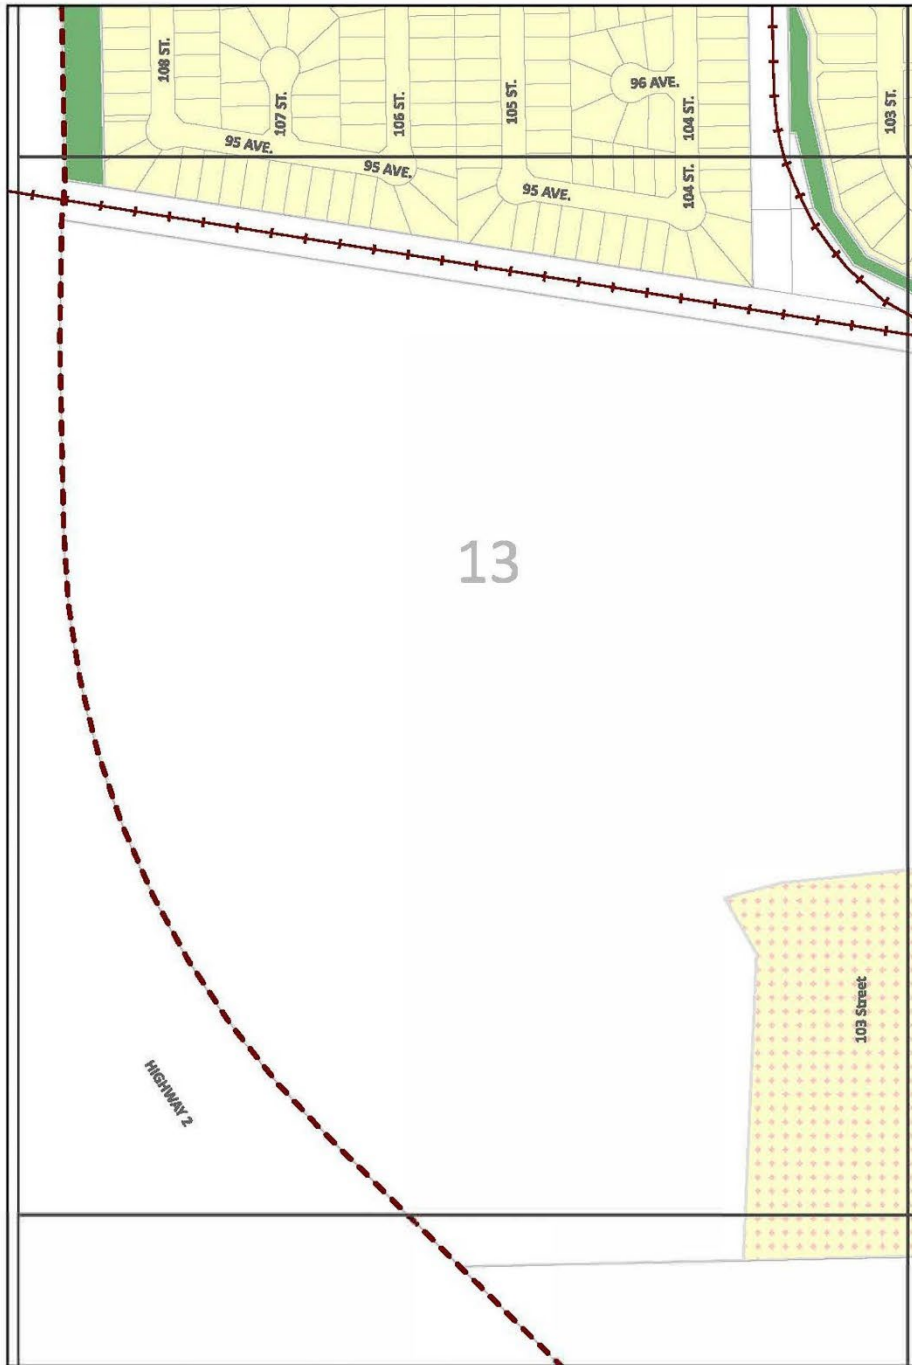 108 ST.
107 ST.
106 ST.
105 ST.
96 AVE.
104 ST.
103 ST.
95 AVE.
95 AVE.
95 AVE.
104 ST.
13
103 Street
HIGHWAY 2